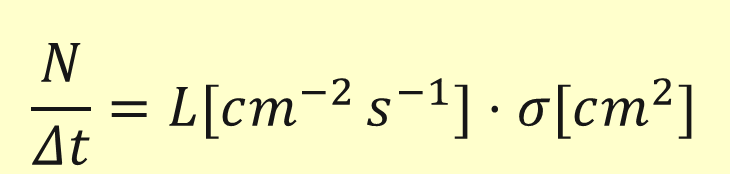 N/Δt = L[cm⁻² s⁻¹] · σ[cm²]